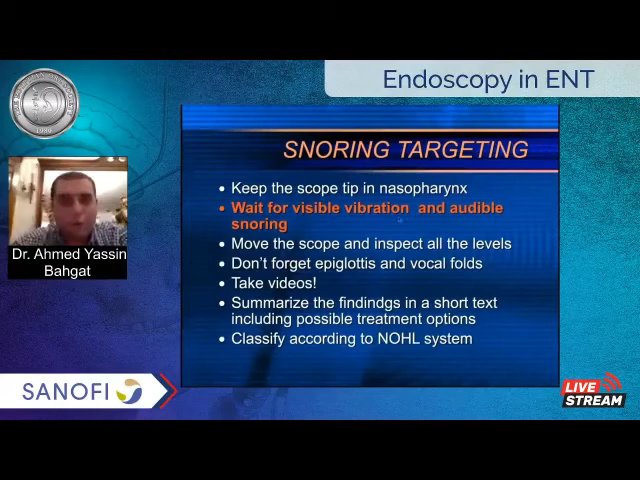 Endoscopy in ENT
1980
SNORING TARGETING
• Keep the scope tip in nasopharynx
• Wait for visible vibration and audible
snoring
• Move the scope and inspect all the levels
• Don't forget epiglottis and vocal folds
• Take videos!
• Summarize the findindgs in a short text
including possible treatment options
• Classify according to NOHL system
Dr. Ahmed Yassin
Bahgat
SANOFI
LIVE
STREAM